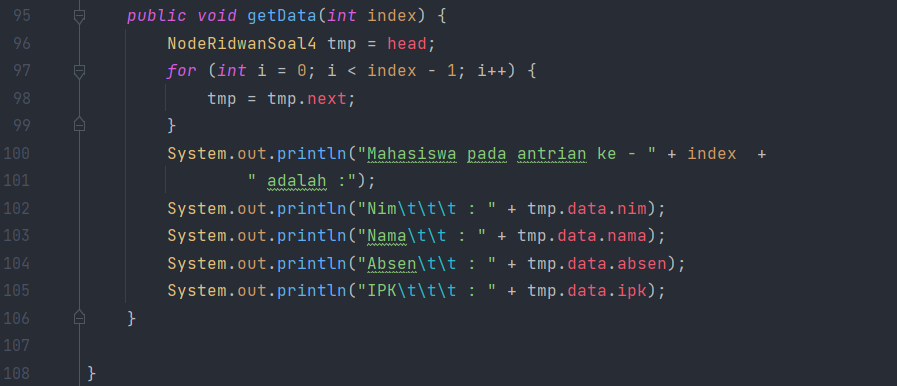 95 public void getData(int index) {
96 NodeRidwanSoal4 tmp = head;
97 for (int i = 0; i < index - 1; i++) {
98 tmp = tmp.next;
99 }
100 System.out.println("Mahasiswa pada antrian ke - " + index  +
101 " adalah :");
102 System.out.println("Nim\t\t\t : " + tmp.data.nim);
103 System.out.println("Nama\t\t : " + tmp.data.nama);
104 System.out.println("Absen\t\t : " + tmp.data.absen);
105 System.out.println("IPK\t\t\t : " + tmp.data.ipk);
106 }
107
108 }